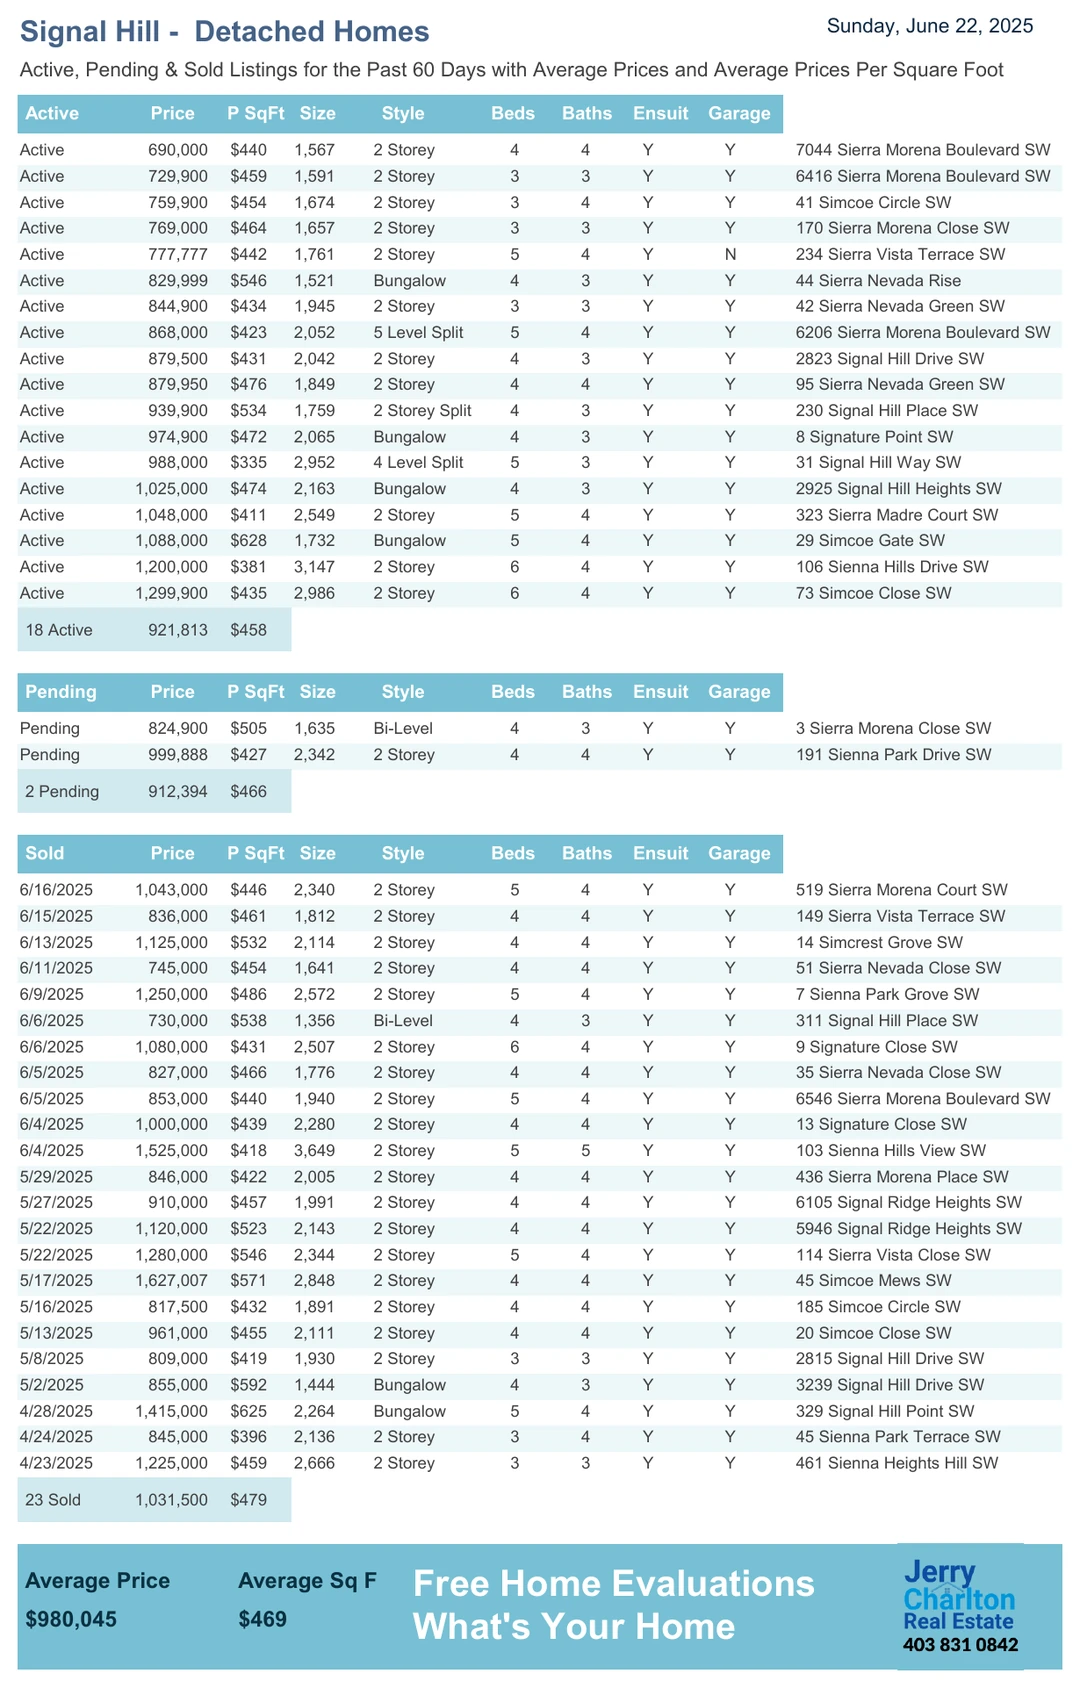 Signal Hill -  Detached Homes
Sunday, June 22, 2025
Active, Pending & Sold Listings for the Past 60 Days with Average Prices and Average Prices Per Square Foot
Active Price P SqFt Size Style Beds Baths Ensuit Garage
Active 690,000 $440 1,567 2 Storey 4 4 Y Y 7044 Sierra Morena Boulevard SW
Active 729,900 $459 1,591 2 Storey 3 3 Y Y 6416 Sierra Morena Boulevard SW
Active 759,900 $454 1,674 2 Storey 3 4 Y Y 41 Simcoe Circle SW
Active 769,000 $464 1,657 2 Storey 3 3 Y Y 170 Sierra Morena Close SW
Active 777,777 $442 1,761 2 Storey 5 4 Y N 234 Sierra Vista Terrace SW
Active 829,999 $546 1,521 Bungalow 4 3 Y Y 44 Sierra Nevada Rise
Active 844,900 $434 1,945 2 Storey 3 3 Y Y 42 Sierra Nevada Green SW
Active 868,000 $423 2,052 5 Level Split 5 4 Y Y 6206 Sierra Morena Boulevard SW
Active 879,500 $431 2,042 2 Storey 4 3 Y Y 2823 Signal Hill Drive SW
Active 879,950 $476 1,849 2 Storey 4 4 Y Y 95 Sierra Nevada Green SW
Active 939,900 $534 1,759 2 Storey Split 4 3 Y Y 230 Signal Hill Place SW
Active 974,900 $472 2,065 Bungalow 4 3 Y Y 8 Signature Point SW
Active 988,000 $335 2,952 4 Level Split 5 3 Y Y 31 Signal Hill Way SW
Active 1,025,000 $474 2,163 Bungalow 4 3 Y Y 2925 Signal Hill Heights SW
Active 1,048,000 $411 2,549 2 Storey 5 4 Y Y 323 Sierra Madre Court SW
Active 1,088,000 $628 1,732 Bungalow 5 4 Y Y 29 Simcoe Gate SW
Active 1,200,000 $381 3,147 2 Storey 6 4 Y Y 106 Sienna Hills Drive SW
Active 1,299,900 $435 2,986 2 Storey 6 4 Y Y 73 Simcoe Close SW
18 Active 921,813 $458
Pending Price P SqFt Size Style Beds Baths Ensuit Garage
Pending 824,900 $505 1,635 Bi-Level 4 3 Y Y 3 Sierra Morena Close SW
Pending 999,888 $427 2,342 2 Storey 4 4 Y Y 191 Sienna Park Drive SW
2 Pending 912,394 $466
Sold Price P SqFt Size Style Beds Baths Ensuit Garage
6/16/2025 1,043,000 $446 2,340 2 Storey 5 4 Y Y 519 Sierra Morena Court SW
6/15/2025 836,000 $461 1,812 2 Storey 4 4 Y Y 149 Sierra Vista Terrace SW
6/13/2025 1,125,000 $532 2,114 2 Storey 4 4 Y Y 14 Simcrest Grove SW
6/11/2025 745,000 $454 1,641 2 Storey 4 4 Y Y 51 Sierra Nevada Close SW
6/9/2025 1,250,000 $486 2,572 2 Storey 5 4 Y Y 7 Sienna Park Grove SW
6/6/2025 730,000 $538 1,356 Bi-Level 4 3 Y Y 311 Signal Hill Place SW
6/6/2025 1,080,000 $431 2,507 2 Storey 6 4 Y Y 9 Signature Close SW
6/5/2025 827,000 $466 1,776 2 Storey 4 4 Y Y 35 Sierra Nevada Close SW
6/5/2025 853,000 $440 1,940 2 Storey 5 4 Y Y 6546 Sierra Morena Boulevard SW
6/4/2025 1,000,000 $439 2,280 2 Storey 4 4 Y Y 13 Signature Close SW
6/4/2025 1,525,000 $418 3,649 2 Storey 5 5 Y Y 103 Sienna Hills View SW
5/29/2025 846,000 $422 2,005 2 Storey 4 4 Y Y 436 Sierra Morena Place SW
5/27/2025 910,000 $457 1,991 2 Storey 4 4 Y Y 6105 Signal Ridge Heights SW
5/22/2025 1,120,000 $523 2,143 2 Storey 4 4 Y Y 5946 Signal Ridge Heights SW
5/22/2025 1,280,000 $546 2,344 2 Storey 5 4 Y Y 114 Sierra Vista Close SW
5/17/2025 1,627,007 $571 2,848 2 Storey 4 4 Y Y 45 Simcoe Mews SW
5/16/2025 817,500 $432 1,891 2 Storey 4 4 Y Y 185 Simcoe Circle SW
5/13/2025 961,000 $455 2,111 2 Storey 4 4 Y Y 20 Simcoe Close SW
5/8/2025 809,000 $419 1,930 2 Storey 3 3 Y Y 2815 Signal Hill Drive SW
5/2/2025 855,000 $592 1,444 Bungalow 4 3 Y Y 3239 Signal Hill Drive SW
4/28/2025 1,415,000 $625 2,264 Bungalow 5 4 Y Y 329 Signal Hill Point SW
4/24/2025 845,000 $396 2,136 2 Storey 3 4 Y Y 45 Sienna Park Terrace SW
4/23/2025 1,225,000 $459 2,666 2 Storey 3 3 Y Y 461 Sienna Heights Hill SW
23 Sold 1,031,500 $479
Average Price Average Sq F
$980,045 $469
Free Home Evaluations
What's Your Home
Jerry
Charlton
Real Estate
403 831 0842